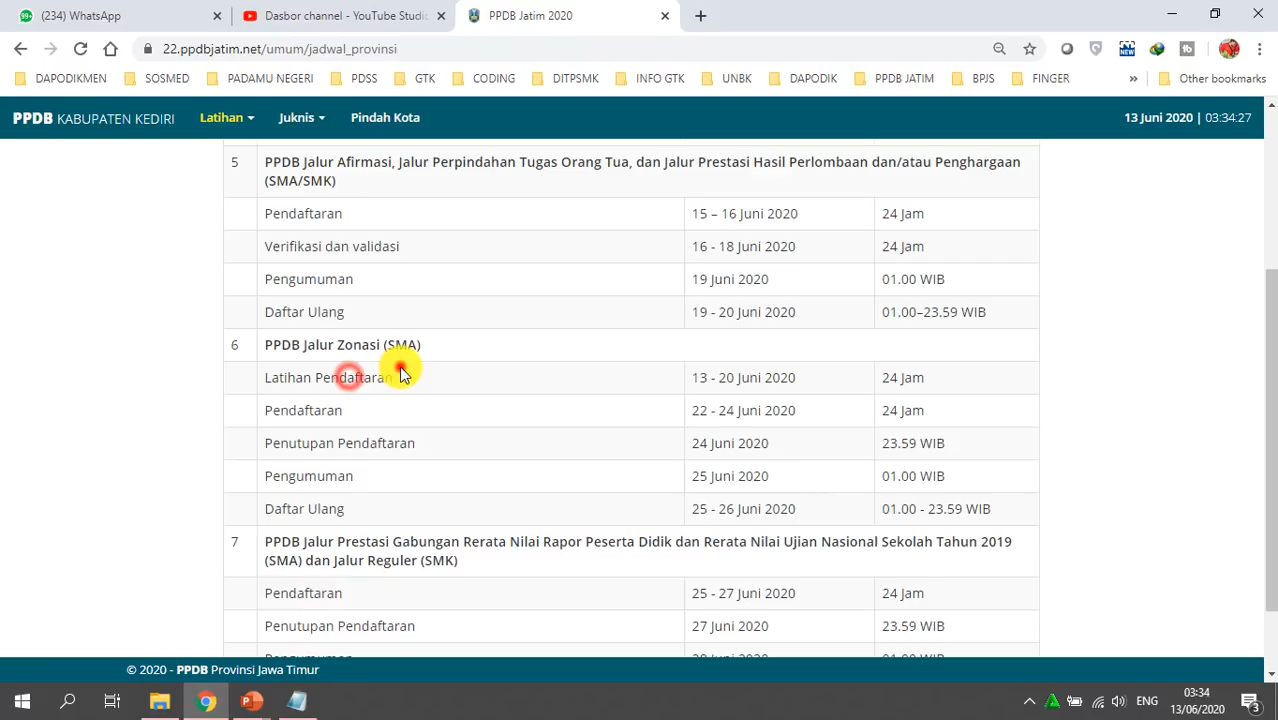 99+ (234) WhatsApp
Dasbor channel - YouTube Studio
PPDB Jatim 2020
22.ppdbjatim.net/umum/jadwal_provinsi
NEW
DAPODIKMEN SOSMED PADAMU NEGERI PDSS GTK CODING DITPSMK INFO GTK UNBK DAPODIK PPDB JATIM BPJS FINGER » Other bookmarks
PPDB KABUPATEN KEDIRI Latihan Juknis Pindah Kota 13 Juni 2020 | 03:34:27
5 PPDB Jalur Afirmasi, Jalur Perpindahan Tugas Orang Tua, dan Jalur Prestasi Hasil Perlombaan dan/atau Penghargaan
(SMA/SMK)
Pendaftaran 15 – 16 Juni 2020 24 Jam
Verifikasi dan validasi 16 - 18 Juni 2020 24 Jam
Pengumuman 19 Juni 2020 01.00 WIB
Daftar Ulang 19 - 20 Juni 2020 01.00–23.59 WIB
6 PPDB Jalur Zonasi (SMA)
Latihan Pendaftaran 13 - 20 Juni 2020 24 Jam
Pendaftaran 22 - 24 Juni 2020 24 Jam
Penutupan Pendaftaran 24 Juni 2020 23.59 WIB
Pengumuman 25 Juni 2020 01.00 WIB
Daftar Ulang 25 - 26 Juni 2020 01.00 - 23.59 WIB
7 PPDB Jalur Prestasi Gabungan Rerata Nilai Rapor Peserta Didik dan Rerata Nilai Ujian Nasional Sekolah Tahun 2019
(SMA) dan Jalur Reguler (SMK)
Pendaftaran 25 - 27 Juni 2020 24 Jam
Penutupan Pendaftaran 27 Juni 2020 23.59 WIB
Pengumuman 28 Juni 2020 01.00 WIB
© 2020 - PPDB Provinsi Jawa Timur
ENG
03:34
13/06/2020
3